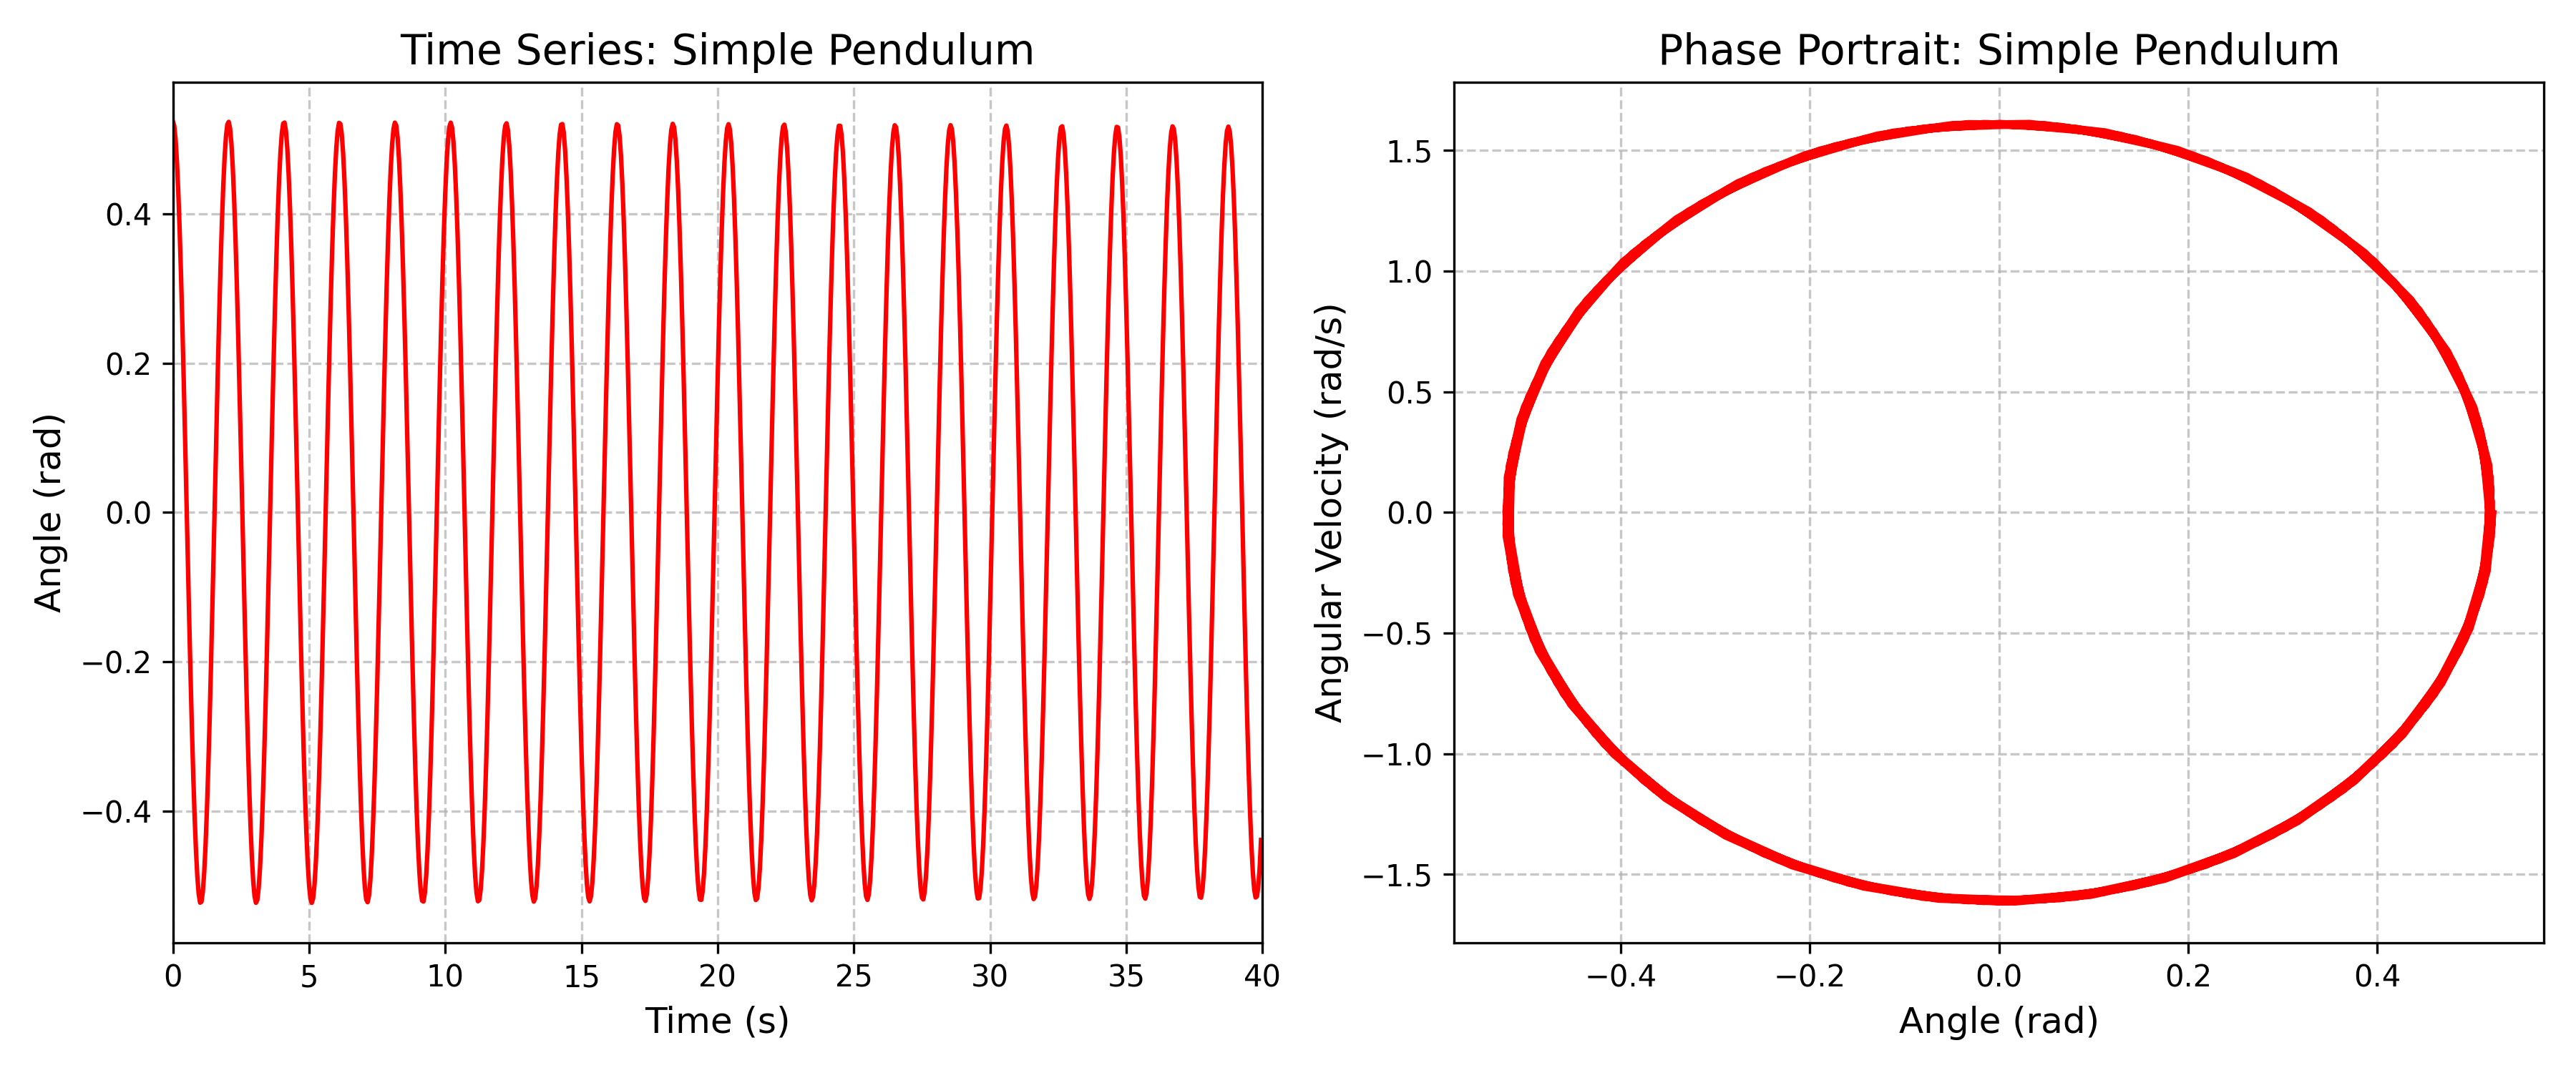 Time Series: Simple Pendulum
Angle (rad)
0.4
0.2
0.0
−0.2
−0.4
0 5 10 15 20 25 30 35 40
Time (s)
Phase Portrait: Simple Pendulum
Angular Velocity (rad/s)
1.5
1.0
0.5
0.0
−0.5
−1.0
−1.5
−0.4 −0.2 0.0 0.2 0.4
Angle (rad)